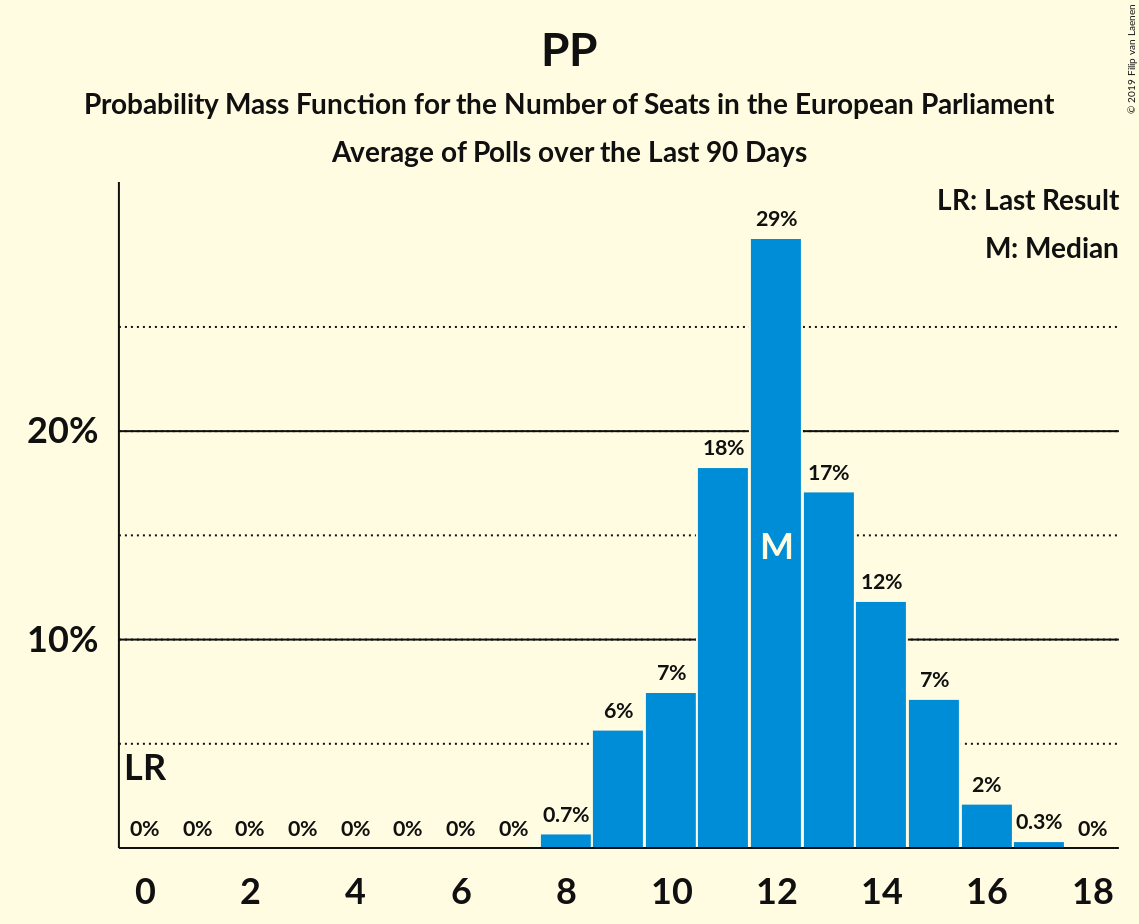 PP
Probability Mass Function for the Number of Seats in the European Parliament
Average of Polls over the Last 90 Days
© 2019 Filip van Laenen
LR: Last Result
M: Median
29%
20%
18%
17%
M
12%
10%
7%
7%
6%
LR
2%
0% 0% 0% 0% 0% 0% 0% 0% 0.7% 0.3% 0%
0 2 4 6 8 10 12 14 16 18